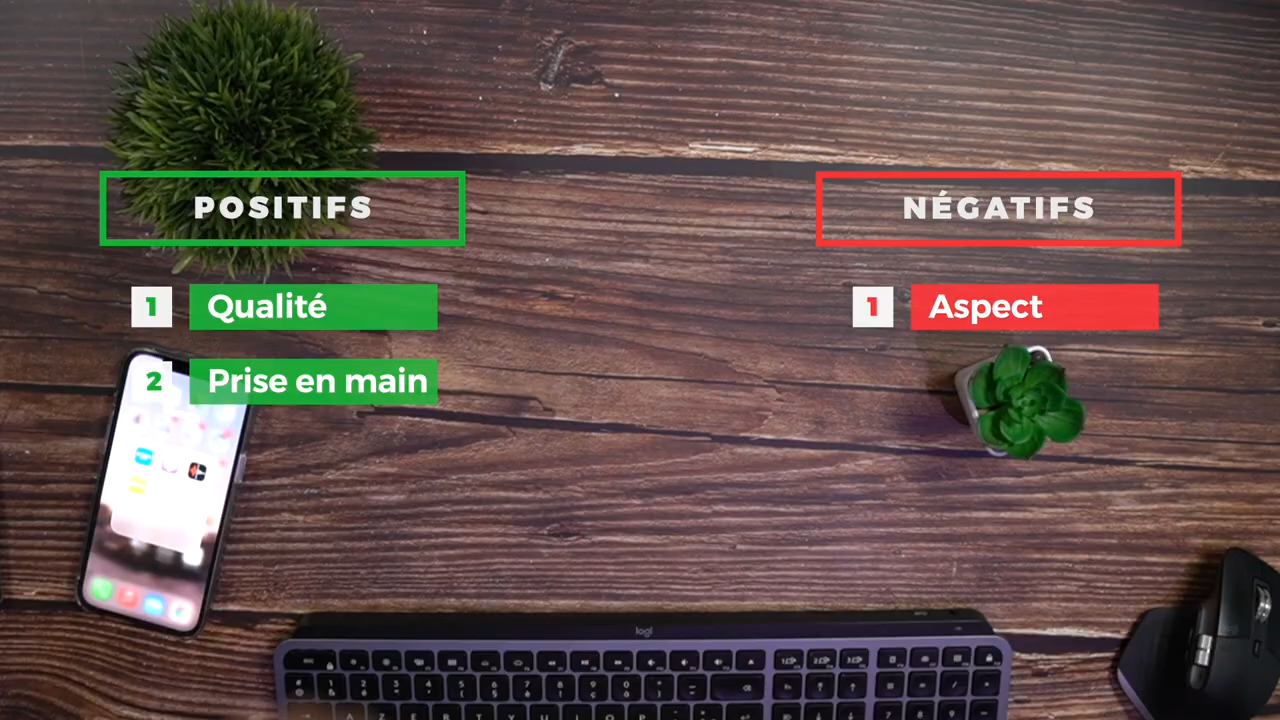 POSITIFS
NÉGATIFS
1 Qualité
1 Aspect
2 Prise en main
logi